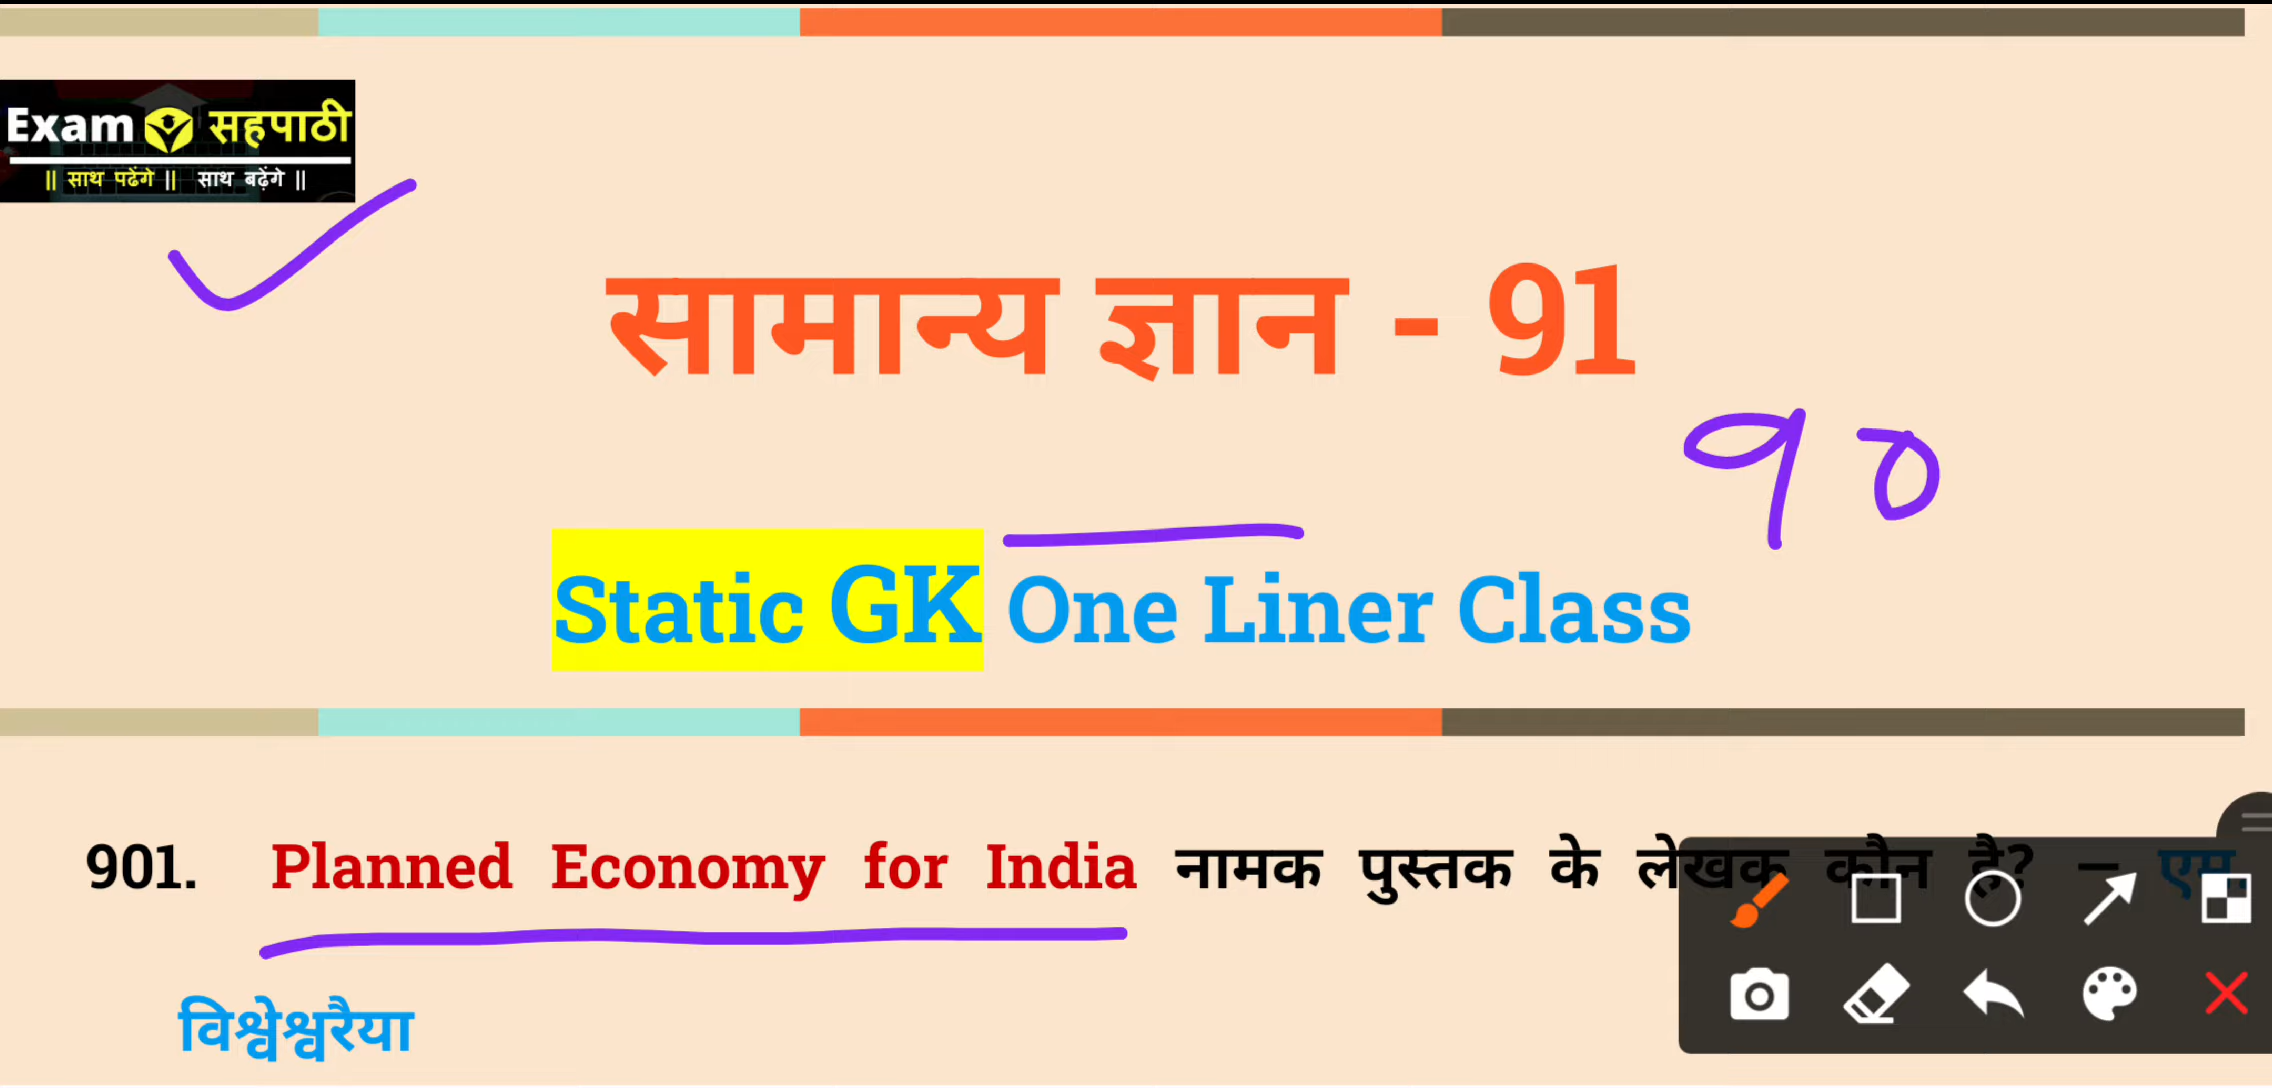 Exam सहपाठी
|| साथ पढेंगे || साथ बढ़ेंगे ||
सामान्य ज्ञान - 91
90
Static GK One Liner Class
901. Planned Economy for India नामक पुस्तक के लेखक कौन है? – एम.
विश्वेश्वरैया